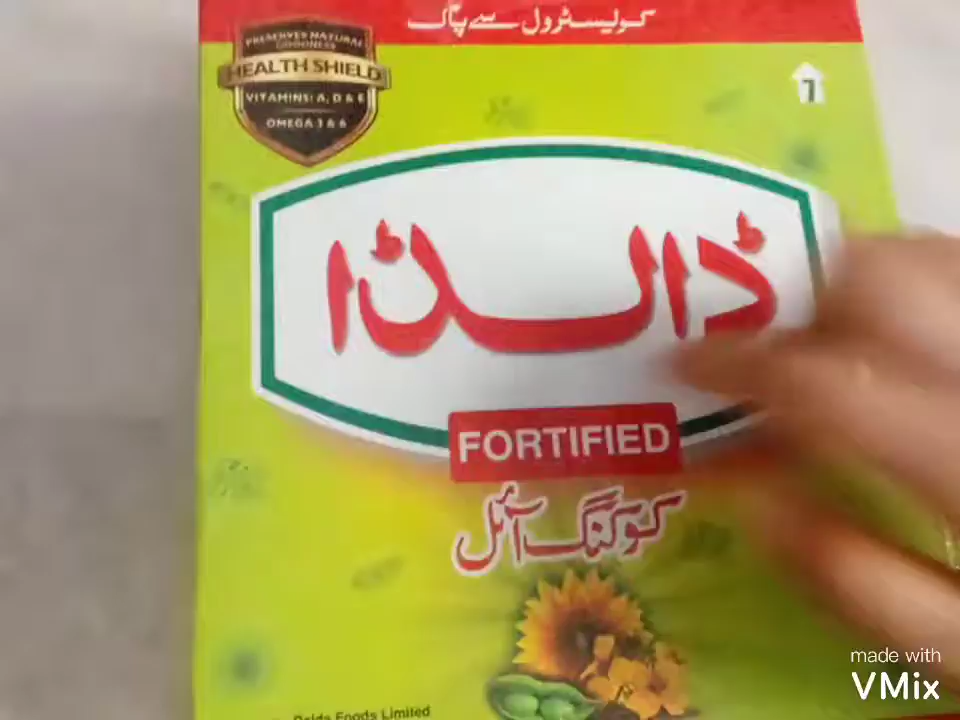 کولیسٹرول سے پاک
PRESERVES NATURAL
GOODNESS
HEALTH SHIELD
VITAMINS: A, D & E
OMEGA 3 & 6
ڈالڈا
FORTIFIED
کوکنگ آئل
Dalda Foods Limited
made with
VMix